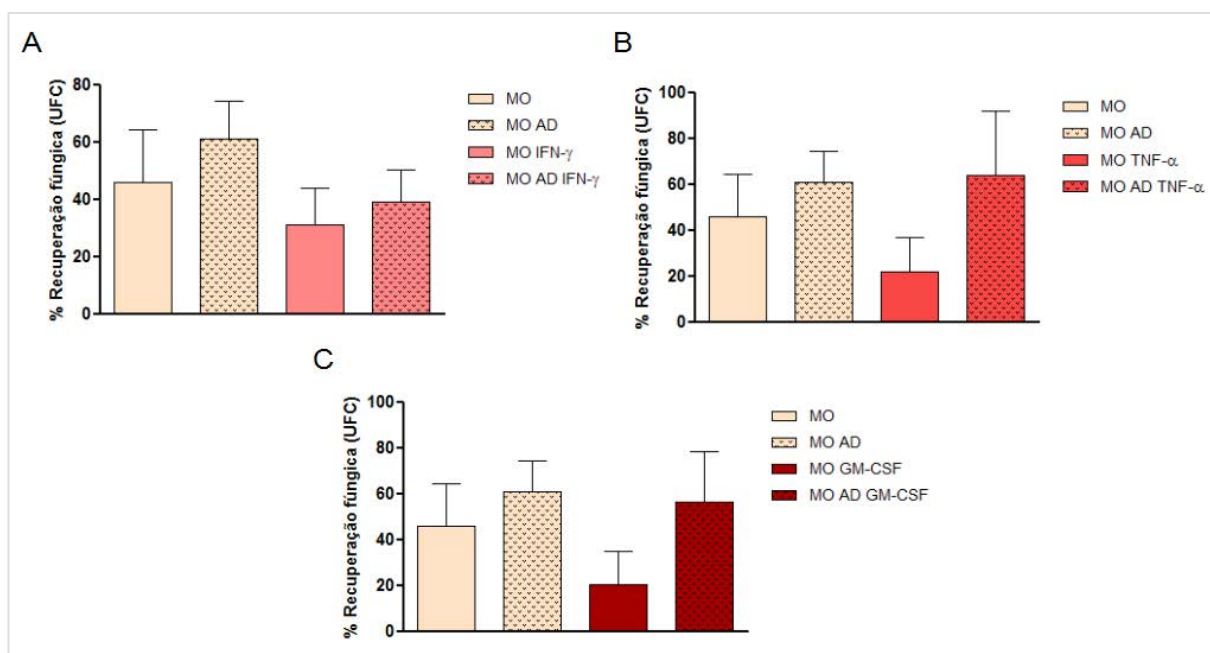 A
% Recuperação fúngica (UFC)
80
60
40
20
0
MO
MO AD
MO IFN-γ
MO AD IFN-γ
B
% Recuperação fúngica (UFC)
100
80
60
40
20
0
MO
MO AD
MO TNF-α
MO AD TNF-α
C
% Recuperação fúngica (UFC)
100
80
60
40
20
0
MO
MO AD
MO GM-CSF
MO AD GM-CSF